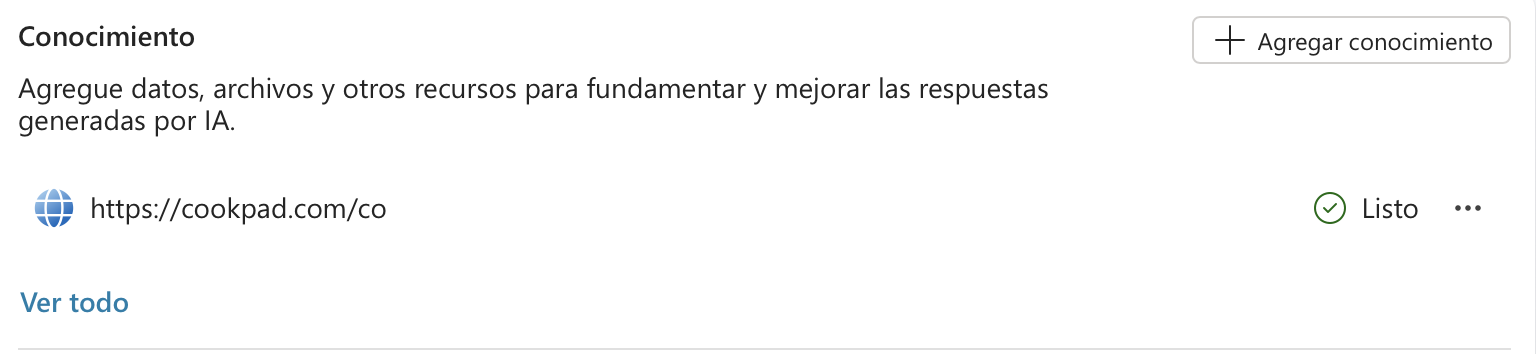 Conocimiento
Agregar conocimiento
Agregue datos, archivos y otros recursos para fundamentar y mejorar las respuestas
generadas por IA.
https://cookpad.com/co
Listo
Ver todo